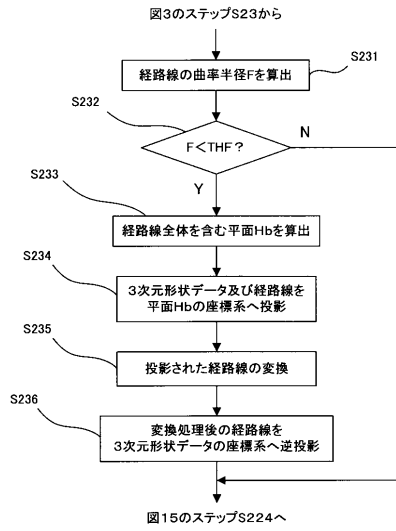 図3のステップS23から
経路線の曲率半径Fを算出
S231
S232
F＜THF？
N
Y
S233
経路線全体を含む平面Hbを算出
S234
3次元形状データ及び経路線を
平面Hbの座標系へ投影
S235
投影された経路線の変換
S236
変換処理後の経路線を
3次元形状データの座標系へ逆投影
図15のステップS224へ